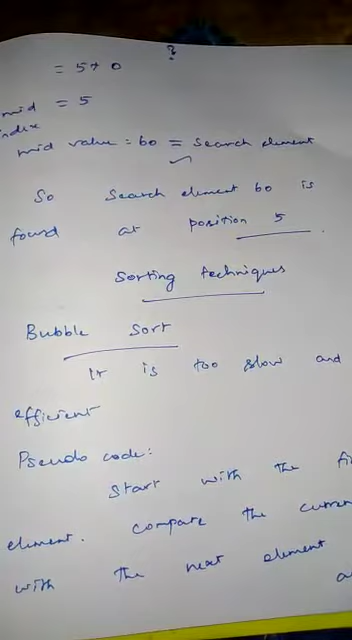 ?
= 5 + 0
mid = 5
index
mid value = 60 = search element
So search element 60 is
found at position 5.
Sorting techniques
Bubble Sort
It is too slow and
efficient
Pseudo code:
Start with the fi
element. compare the curren
with the next element
a